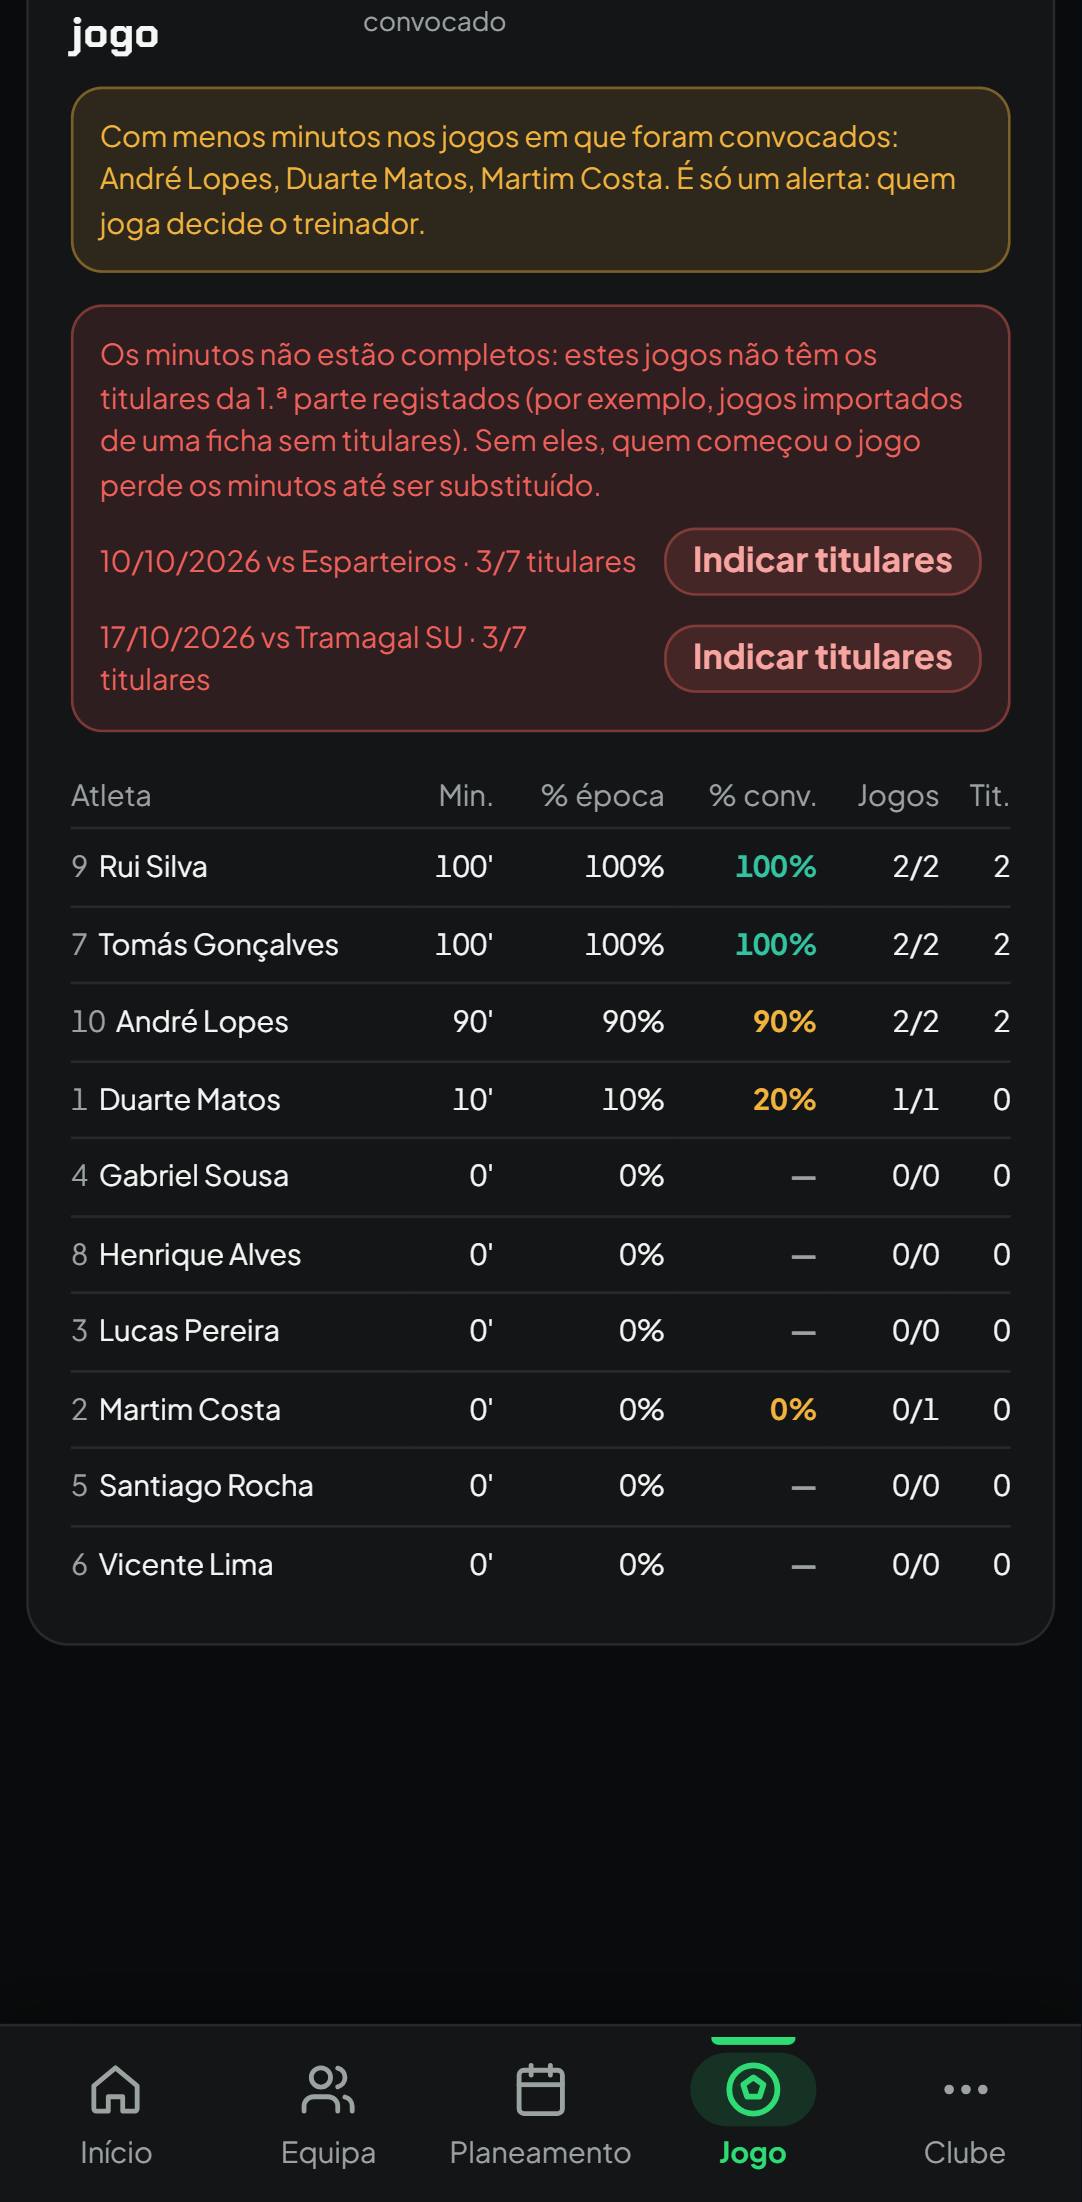 jogo
convocado
Com menos minutos nos jogos em que foram convocados:
André Lopes, Duarte Matos, Martim Costa. É só um alerta: quem
joga decide o treinador.
Os minutos não estão completos: estes jogos não têm os
titulares da 1.ª parte registados (por exemplo, jogos importados
de uma ficha sem titulares). Sem eles, quem começou o jogo
perde os minutos até ser substituído.
10/10/2026 vs Esparteiros · 3/7 titulares Indicar titulares
17/10/2026 vs Tramagal SU · 3/7
titulares
Indicar titulares
Atleta Min. % época % conv. Jogos Tit.
9 Rui Silva 100' 100% 100% 2/2 2
7 Tomás Gonçalves 100' 100% 100% 2/2 2
10 André Lopes 90' 90% 90% 2/2 2
1 Duarte Matos 10' 10% 20% 1/1 0
4 Gabriel Sousa 0' 0% — 0/0 0
8 Henrique Alves 0' 0% — 0/0 0
3 Lucas Pereira 0' 0% — 0/0 0
2 Martim Costa 0' 0% 0% 0/1 0
5 Santiago Rocha 0' 0% — 0/0 0
6 Vicente Lima 0' 0% — 0/0 0
Início Equipa Planeamento Jogo Clube